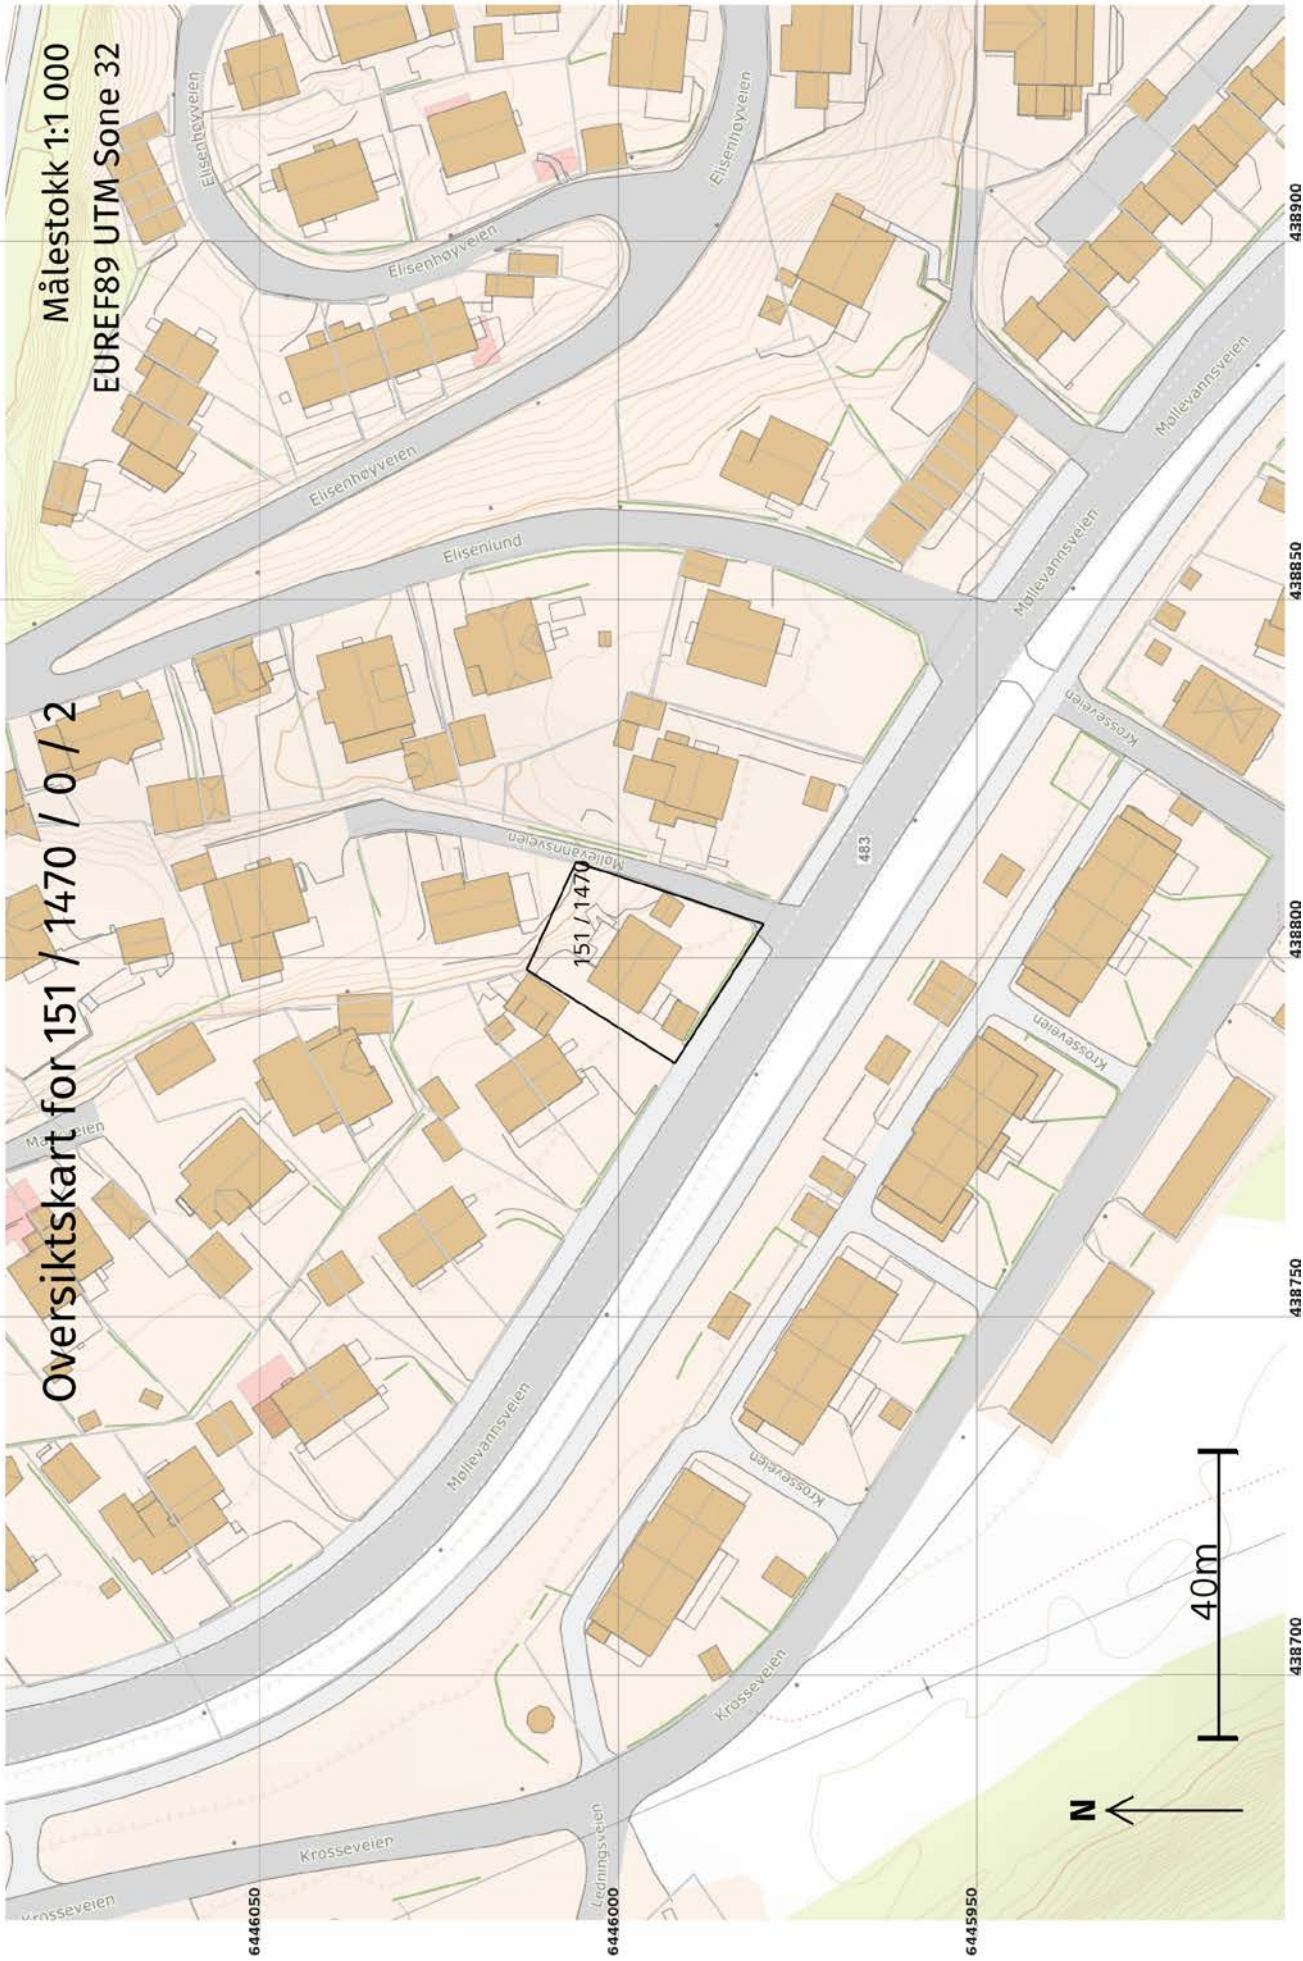 Oversiktskart for 151 / 1470 / 0 / 2
Målestokk 1:1 000
EUREF89 UTM Sone 32
Elisenhøyveien
Elisenhøyveien
Elisenhøyveien
Elisenhøyveien
Elisenlund
Møllevannsveien
151 / 1470
Møllevannsveien
Møllevannsveien
Møllevannsveien
483
Krosseveien
Krosseveien
Krosseveien
Krosseveien
Krosseveien
Krosseveien
Ledningsveien
40m
N
6446050
6446000
6445950
438700
438750
438800
438850
438900